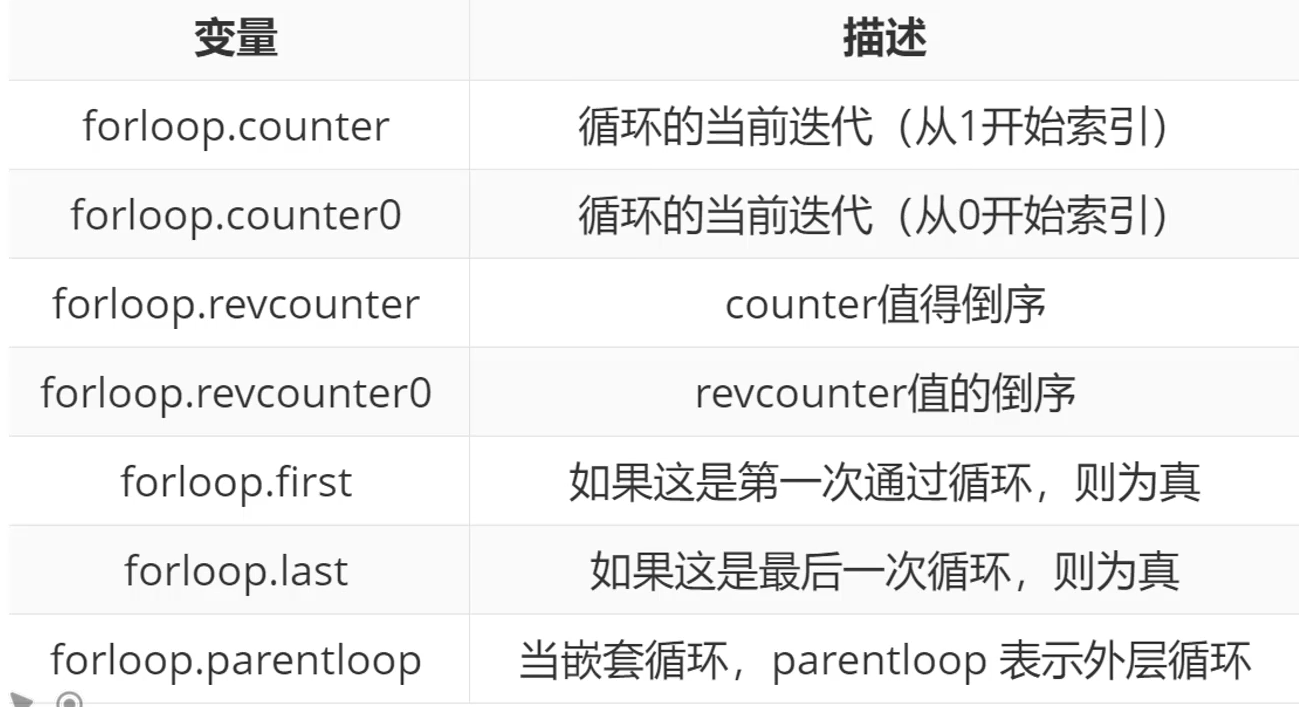 变量 描述
forloop.counter 循环的当前迭代（从1开始索引）
forloop.counter0 循环的当前迭代（从0开始索引）
forloop.revcounter counter值得倒序
forloop.revcounter0 revcounter值的倒序
forloop.first 如果这是第一次通过循环，则为真
forloop.last 如果这是最后一次循环，则为真
forloop.parentloop 当嵌套循环，parentloop 表示外层循环